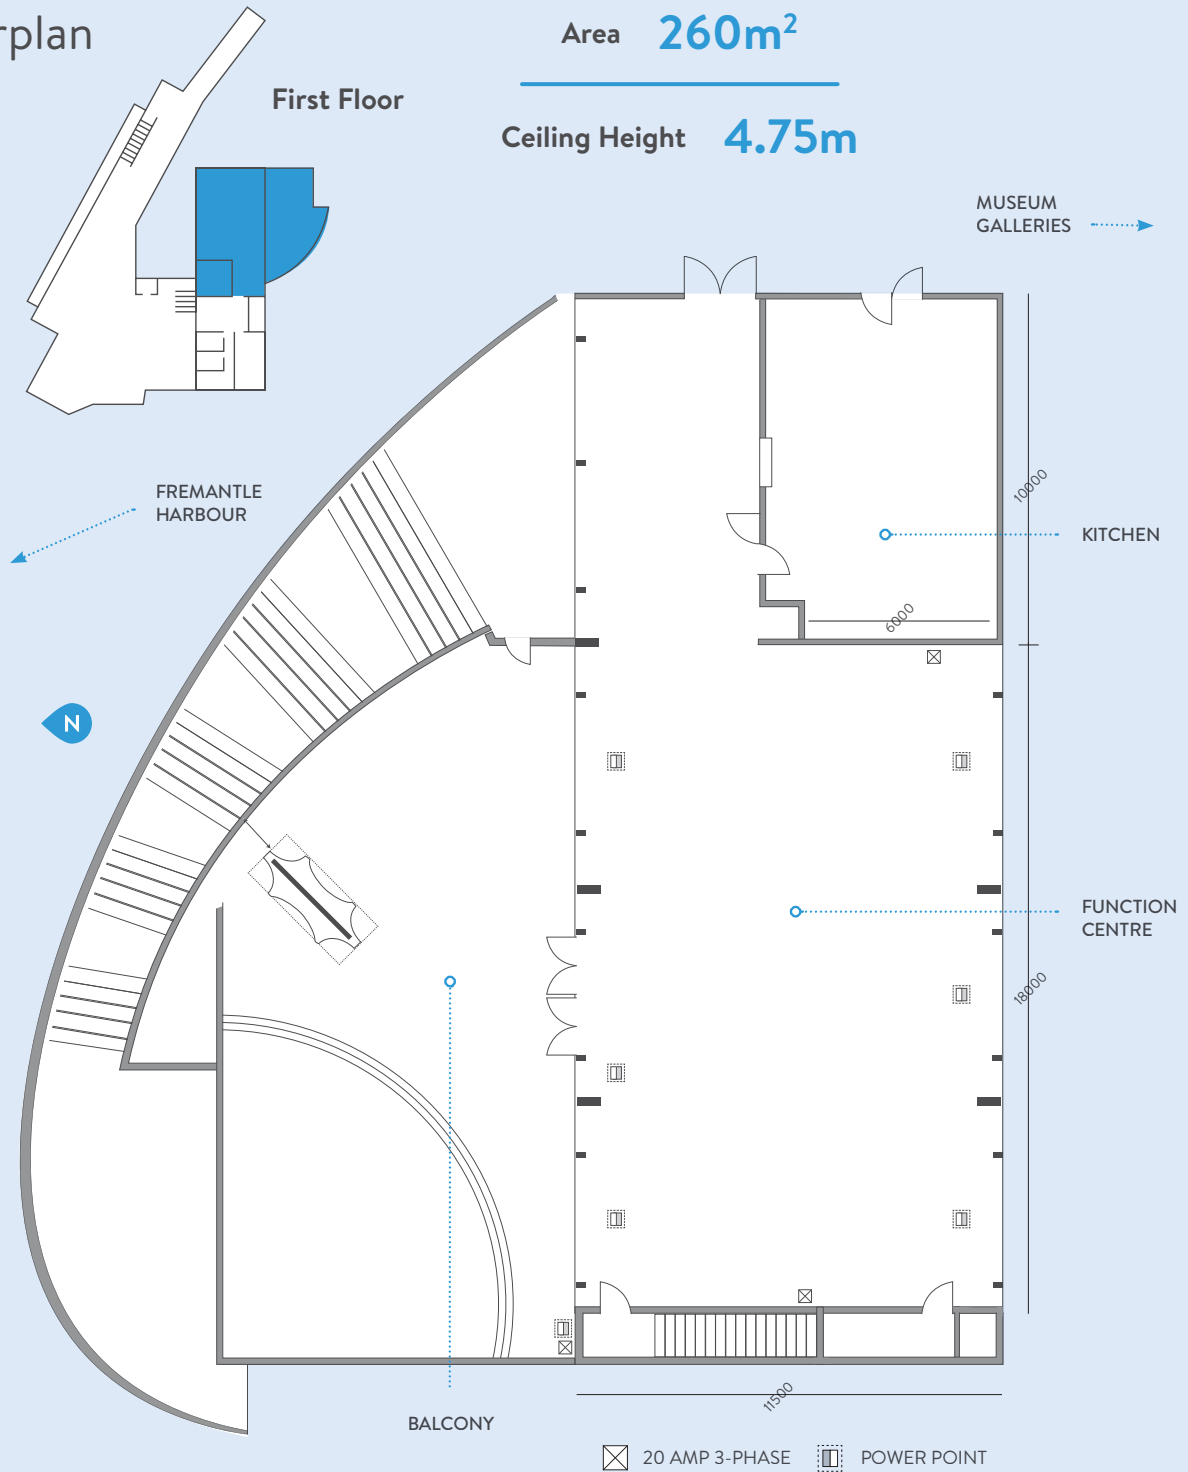 rplan
Area 260m²
First Floor
Ceiling Height 4.75m
MUSEUM
GALLERIES
FREMANTLE
HARBOUR
10000
KITCHEN
6000
N
FUNCTION
CENTRE
18000
11500
BALCONY
20 AMP 3-PHASE
POWER POINT